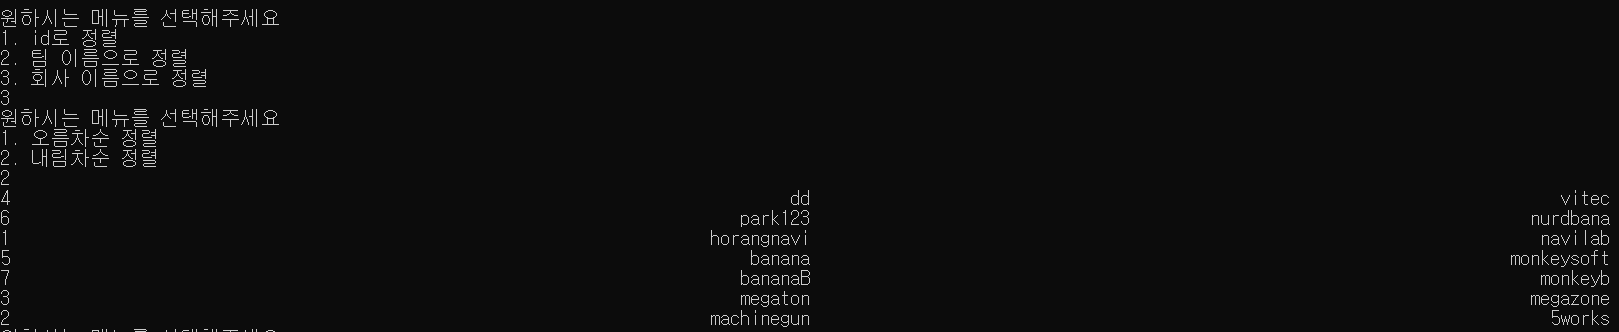 원하시는 메뉴를 선택해주세요
1. id로 정렬
2. 팀 이름으로 정렬
3. 회사 이름으로 정렬
3
원하시는 메뉴를 선택해주세요
1. 오름차순 정렬
2. 내림차순 정렬
2
4 dd vitec
6 park123 nurdbana
1 horangnavi navilab
5 banana monkeysoft
7 bananaB monkeyb
3 megaton megazone
2 machinegun 5works